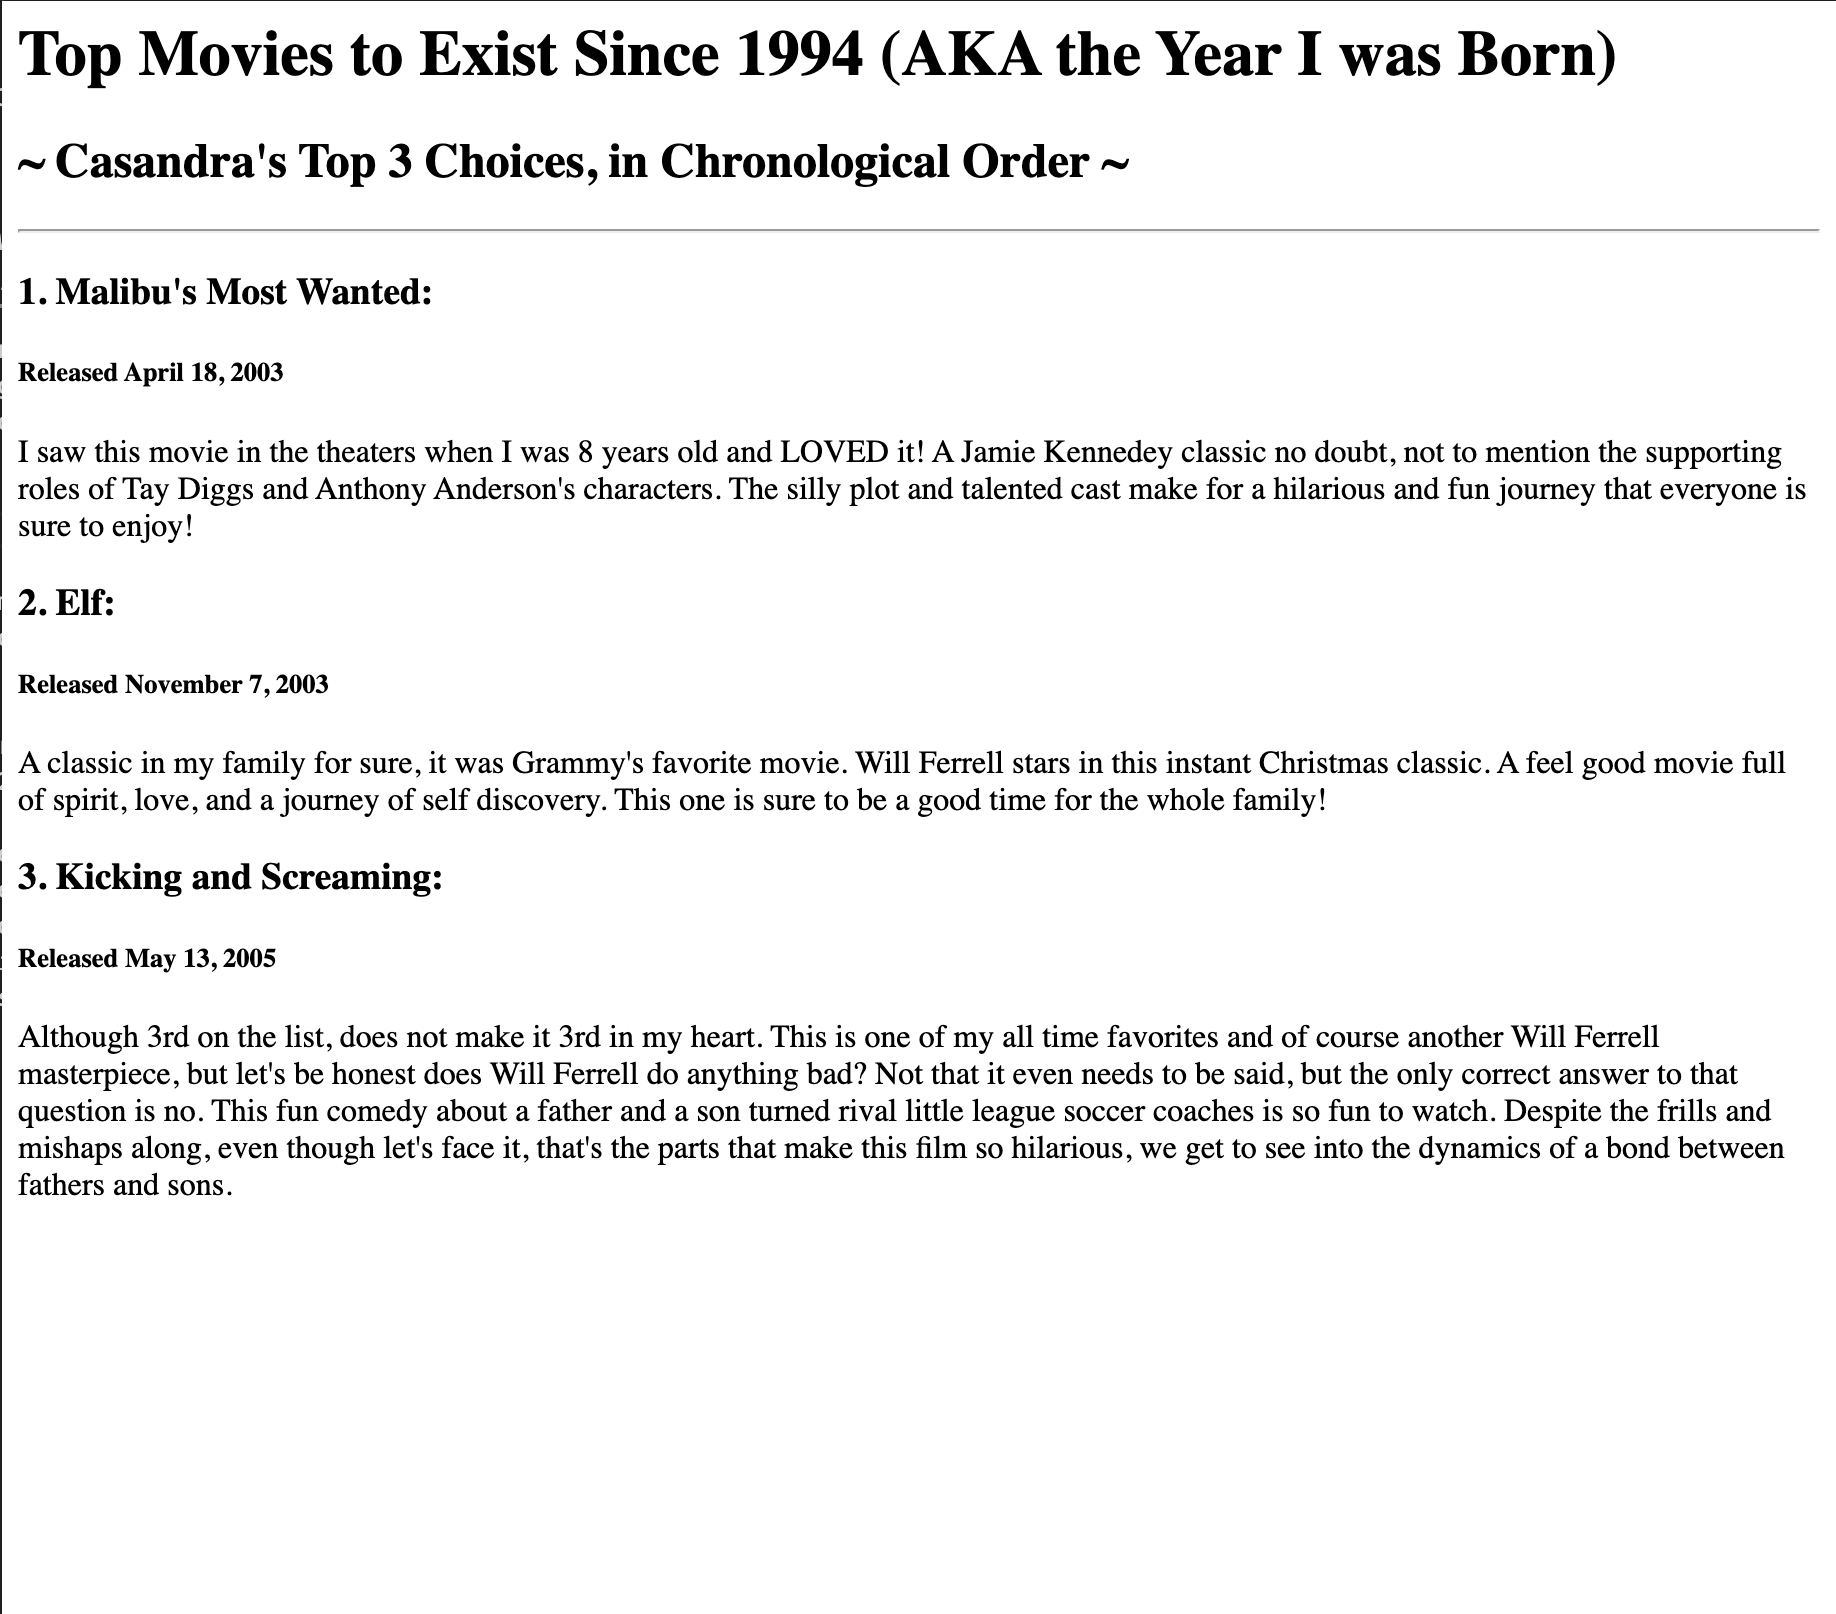 Top Movies to Exist Since 1994 (AKA the Year I was Born)
~ Casandra's Top 3 Choices, in Chronological Order ~
1. Malibu's Most Wanted:
Released April 18, 2003
I saw this movie in the theaters when I was 8 years old and LOVED it! A Jamie Kennedey classic no doubt, not to mention the supporting
roles of Tay Diggs and Anthony Anderson's characters. The silly plot and talented cast make for a hilarious and fun journey that everyone is
sure to enjoy!
2. Elf:
Released November 7, 2003
A classic in my family for sure, it was Grammy's favorite movie. Will Ferrell stars in this instant Christmas classic. A feel good movie full
of spirit, love, and a journey of self discovery. This one is sure to be a good time for the whole family!
3. Kicking and Screaming:
Released May 13, 2005
Although 3rd on the list, does not make it 3rd in my heart. This is one of my all time favorites and of course another Will Ferrell
masterpiece, but let's be honest does Will Ferrell do anything bad? Not that it even needs to be said, but the only correct answer to that
question is no. This fun comedy about a father and a son turned rival little league soccer coaches is so fun to watch. Despite the frills and
mishaps along, even though let's face it, that's the parts that make this film so hilarious, we get to see into the dynamics of a bond between
fathers and sons.